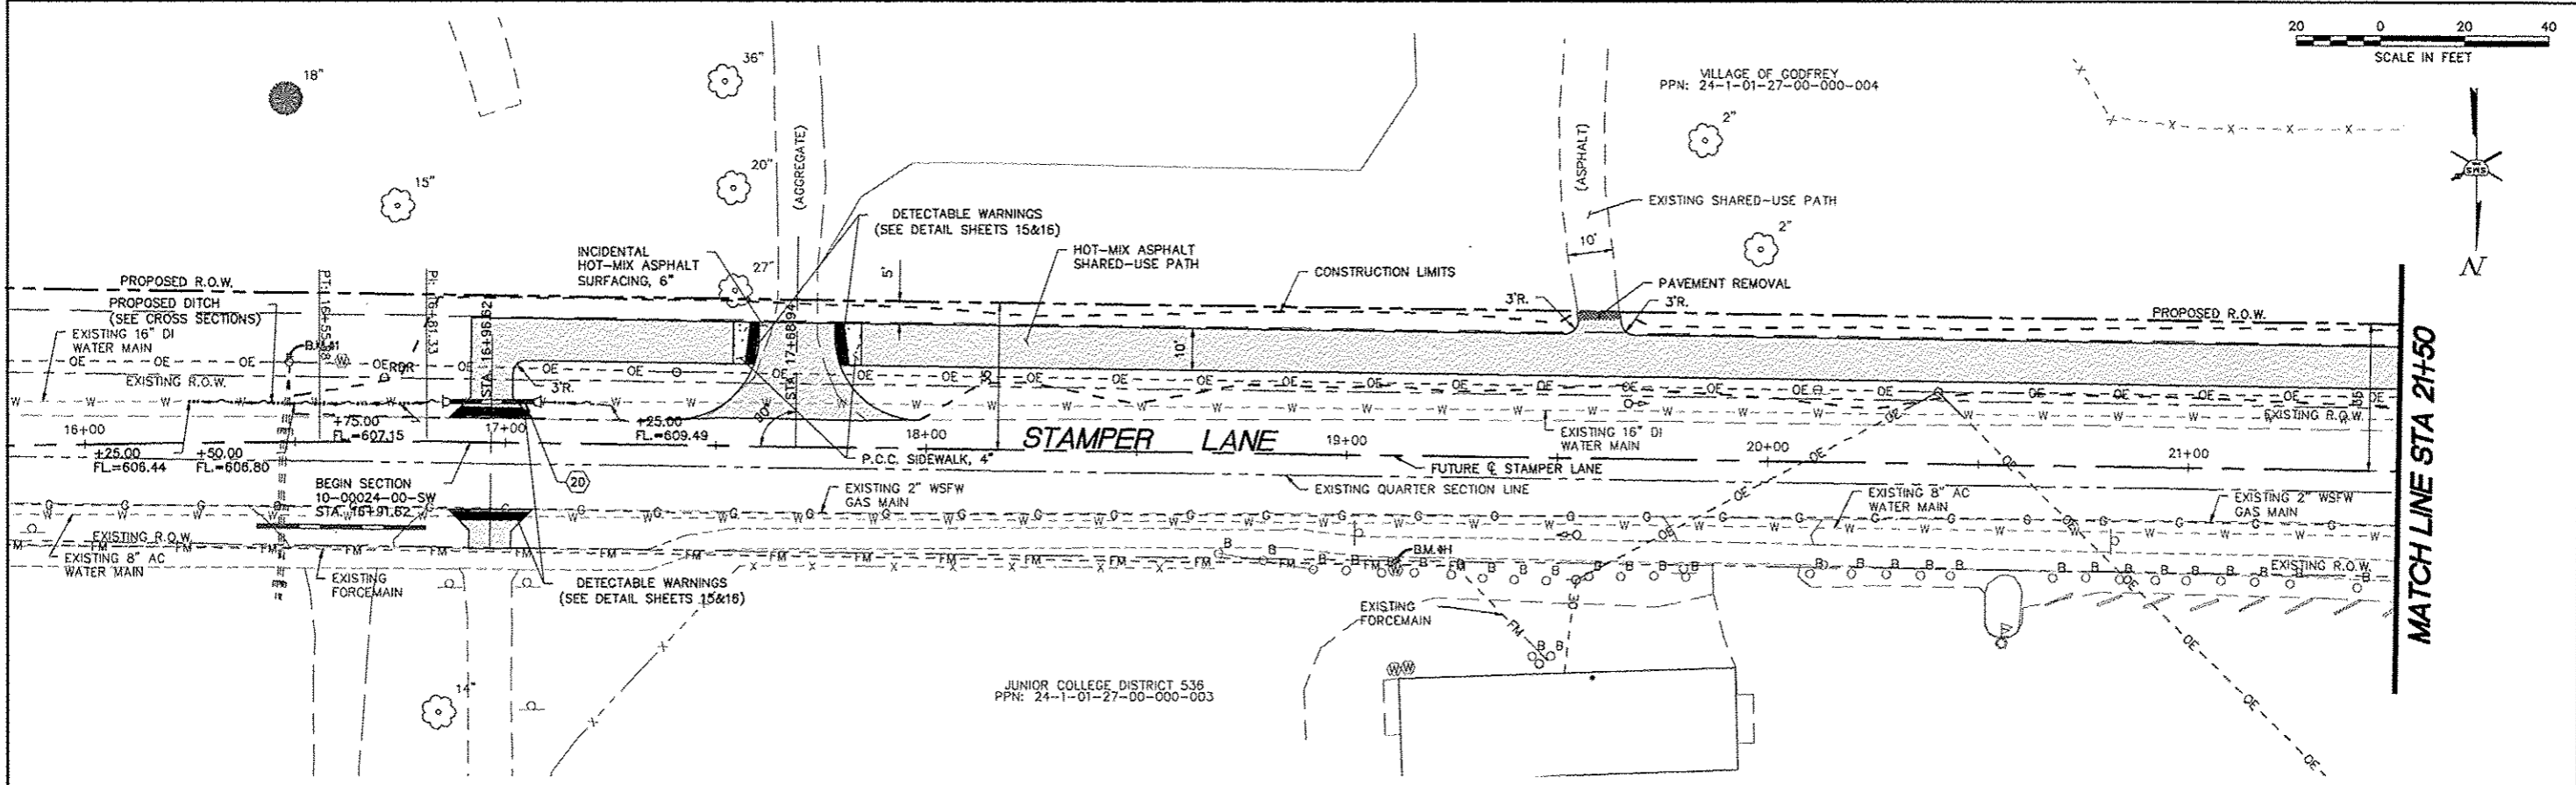 20 0 20 40
SCALE IN FEET
18"
36"
VILLAGE OF GODFREY
PPN: 24-1-01-27-00-000-004
2"
(AGGREGATE)
(ASPHALT)
20"
15"
EXISTING SHARED-USE PATH
DETECTABLE WARNINGS
(SEE DETAIL SHEETS 15&16)
2"
10'
N
INCIDENTAL
HOT-MIX ASPHALT
SURFACING, 6"
27"
5'
HOT-MIX ASPHALT
SHARED-USE PATH
CONSTRUCTION LIMITS
PAVEMENT REMOVAL
3'R.
3'R.
PROPOSED R.O.W.
PROPOSED R.O.W.
PROPOSED DITCH
(SEE CROSS SECTIONS)
EXISTING 16" DI
WATER MAIN
STA. 16+96.62
10'
EXISTING R.O.W.
3'R.
EXISTING R.O.W.
16+00
17+00
18+00
19+00
20+00
21+00
+25.00
FL.=606.44
+50.00
FL.=606.80
+75.00
FL.=607.15
+25.00
FL.=609.49
STAMPER LANE
EXISTING 16" DI
WATER MAIN
P.C.C. SIDEWALK, 4"
FUTURE ℄ STAMPER LANE
EXISTING QUARTER SECTION LINE
20
BEGIN SECTION
10-00024-00-SW
STA. 16+91.62
EXISTING 2" WSFW
GAS MAIN
EXISTING 8" AC
WATER MAIN
EXISTING 2" WSFW
GAS MAIN
EXISTING R.O.W.
EXISTING 8" AC
WATER MAIN
EXISTING
FORCEMAIN
DETECTABLE WARNINGS
(SEE DETAIL SHEETS 15&16)
EXISTING R.O.W.
EXISTING
FORCEMAIN
14"
JUNIOR COLLEGE DISTRICT 536
PPN: 24-1-01-27-00-000-003
MATCH LINE STA 21+50